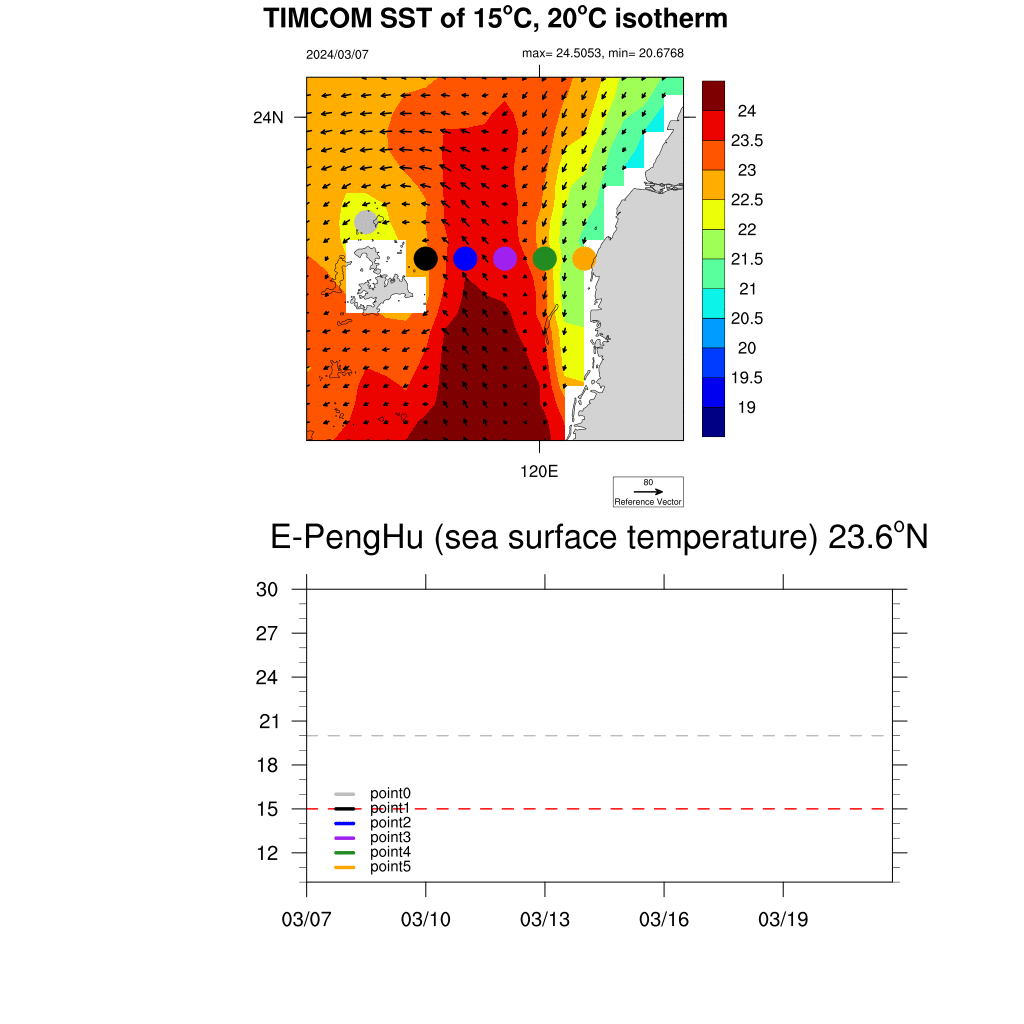 TIMCOM SST of 15°C, 20°C isotherm
2024/03/07
max= 24.5053, min= 20.6768
24N
24
23.5
23
22.5
22
21.5
21
20.5
20
19.5
19
120E
80
Reference Vector
E-PengHu (sea surface temperature) 23.6°N
30
27
24
21
18
15
12
point0
point1
point2
point3
point4
point5
03/07 03/10 03/13 03/16 03/19